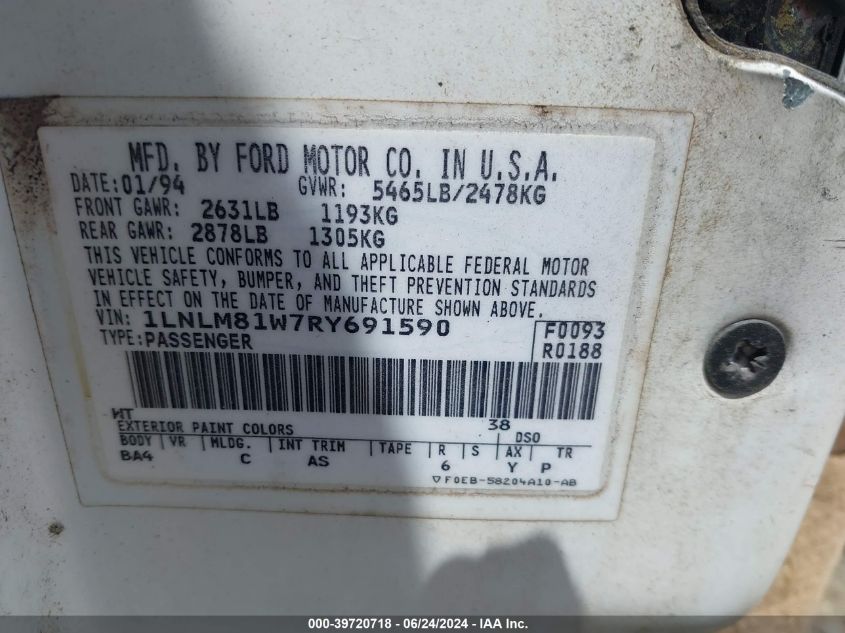 MFD. BY FORD MOTOR CO. IN U.S.A.
DATE: 01/94 GVWR: 5465LB/2478KG
FRONT GAWR: 2631LB 1193KG
REAR GAWR: 2878LB 1305KG
THIS VEHICLE CONFORMS TO ALL APPLICABLE FEDERAL MOTOR
VEHICLE SAFETY, BUMPER, AND THEFT PREVENTION STANDARDS
IN EFFECT ON THE DATE OF MANUFACTURE SHOWN ABOVE.
VIN: 1LNLM81W7RY691590 F0093
TYPE: PASSENGER R0188
WT 38
EXTERIOR PAINT COLORS DSO
BODY VR MLDG. INT TRIM TAPE R S AX TR
BA4 C AS 6 Y P
▽ F0EB-58204A10-AB
000-39720718 - 06/24/2024 - IAAI.com